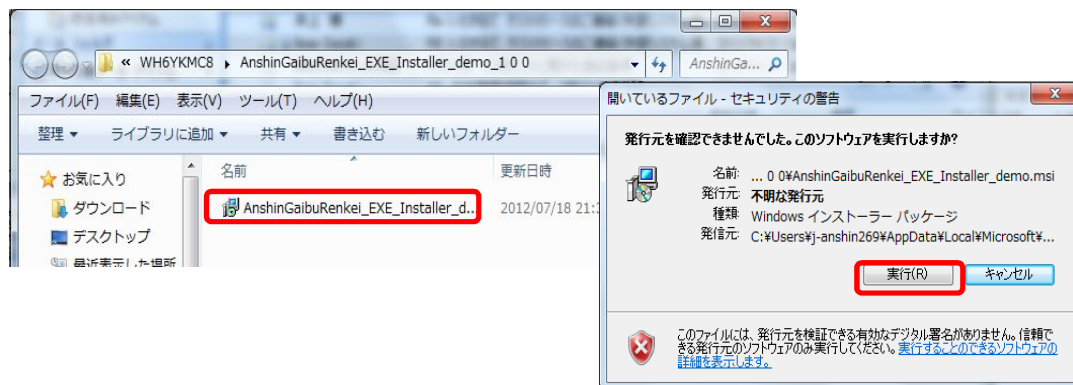 « WH6YKMC8 ▸ AnshinGaibuRenkei_EXE_Installer_demo_1 0 0
AnshinGa...
ファイル(F) 編集(E) 表示(V) ツール(T) ヘルプ(H)
整理 ▼ ライブラリに追加 ▼ 共有 ▼ 書き込む 新しいフォルダー
お気に入り
ダウンロード
デスクトップ
最近表示した場所
名前
更新日時
AnshinGaibuRenkei_EXE_Installer_d...
2012/07/18 21:
開いているファイル - セキュリティの警告
発行元を確認できませんでした。このソフトウェアを実行しますか?
名前: ... 0 0¥AnshinGaibuRenkei_EXE_Installer_demo.msi
発行元: 不明な発行元
種類: Windows インストーラー パッケージ
発信元: C:¥Users¥j-anshin269¥AppData¥Local¥Microsoft¥...
実行(R) キャンセル
このファイルには、発行元を検証できる有効なデジタル署名がありません。信頼で
きる発行元のソフトウェアのみ実行してください。実行することのできるソフトウェアの
詳細を表示します。